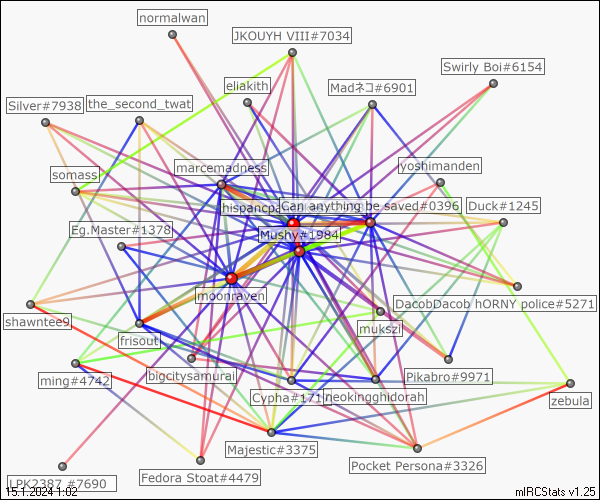 normalwan
JKOUYH VIII#7034
Swirly Boi#6154
eliakith
Madネコ#6901
Silver#7938
the_second_twat
marcemadness
yoshimanden
somass
hispancpa
Can anything be saved#0396
Duck#1245
Eg.Master#1378
Mushy#1984
moonraven
DacobDacob hORNY police#5271
shawntee9
mukszi
frisout
ming#4742
bigcitysamurai
Pikabro#9971
Cypha#171
neokingghidorah
zebula
Majestic#3375
Pocket Persona#3326
LPK2387 #7690
Fedora Stoat#4479
15.1.2024 1:02
mIRCStats v1.25